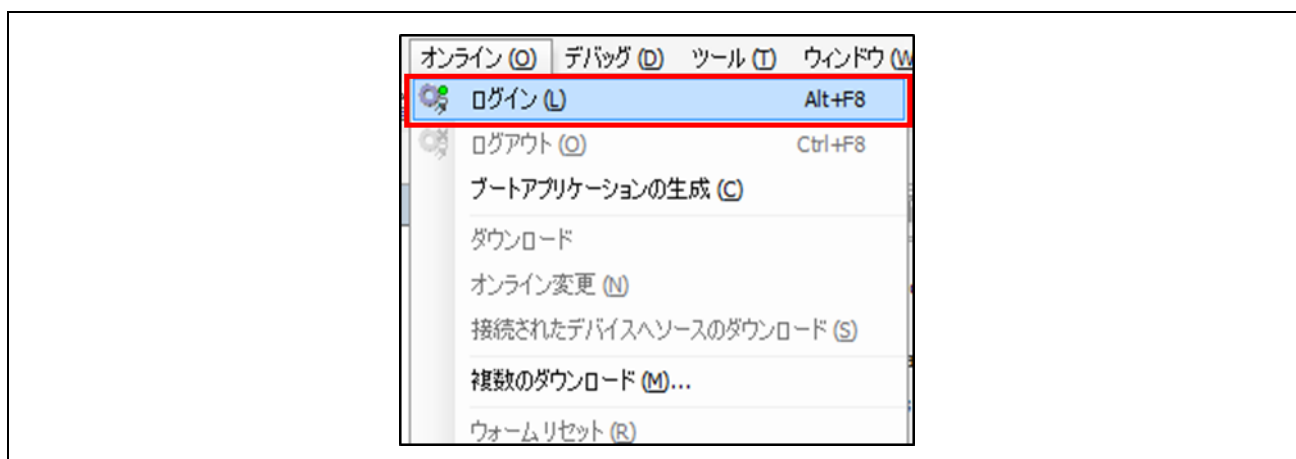 オンライン (O) デバッグ (D) ツール (T) ウィンドウ (W
ログイン (L) Alt+F8
ログアウト (O) Ctrl+F8
ブートアプリケーションの生成 (C)
ダウンロード
オンライン変更 (N)
接続されたデバイスへソースのダウンロード (S)
複数のダウンロード (M)...
ウォームリセット (R)